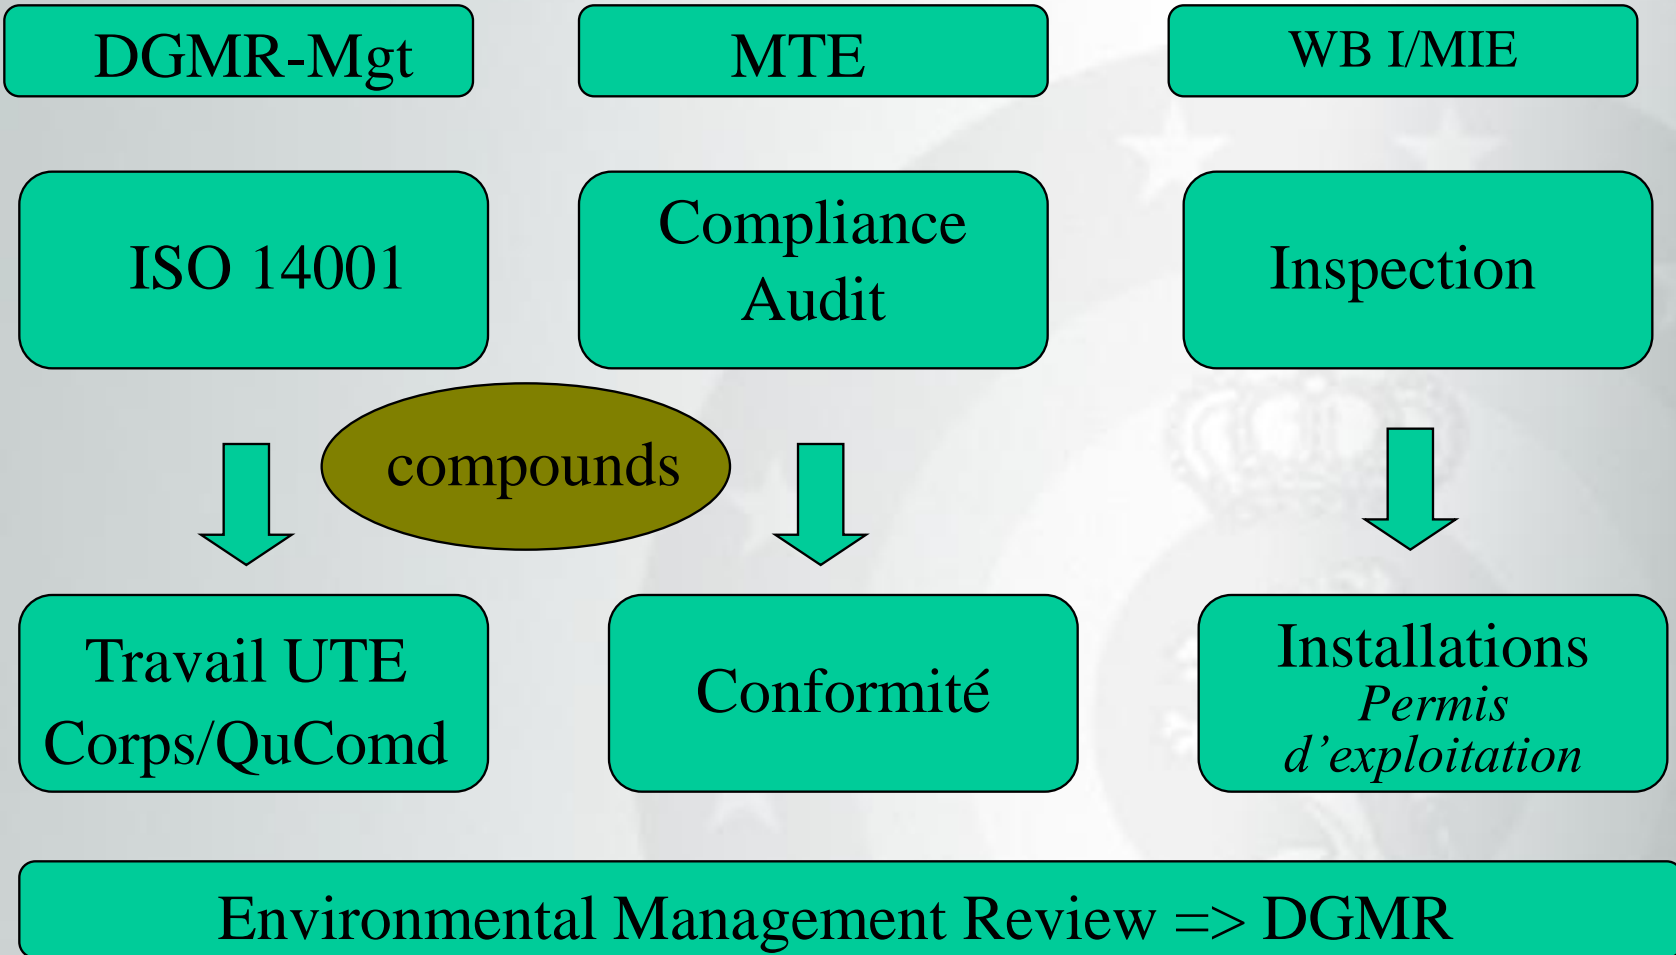 DGMR-Mgt
MTE
WB I/MIE
ISO 14001
Compliance
Audit
Inspection
compounds
Travail UTE
Corps/QuComd
Conformité
Installations
Permis
d’exploitation
Environmental Management Review => DGMR